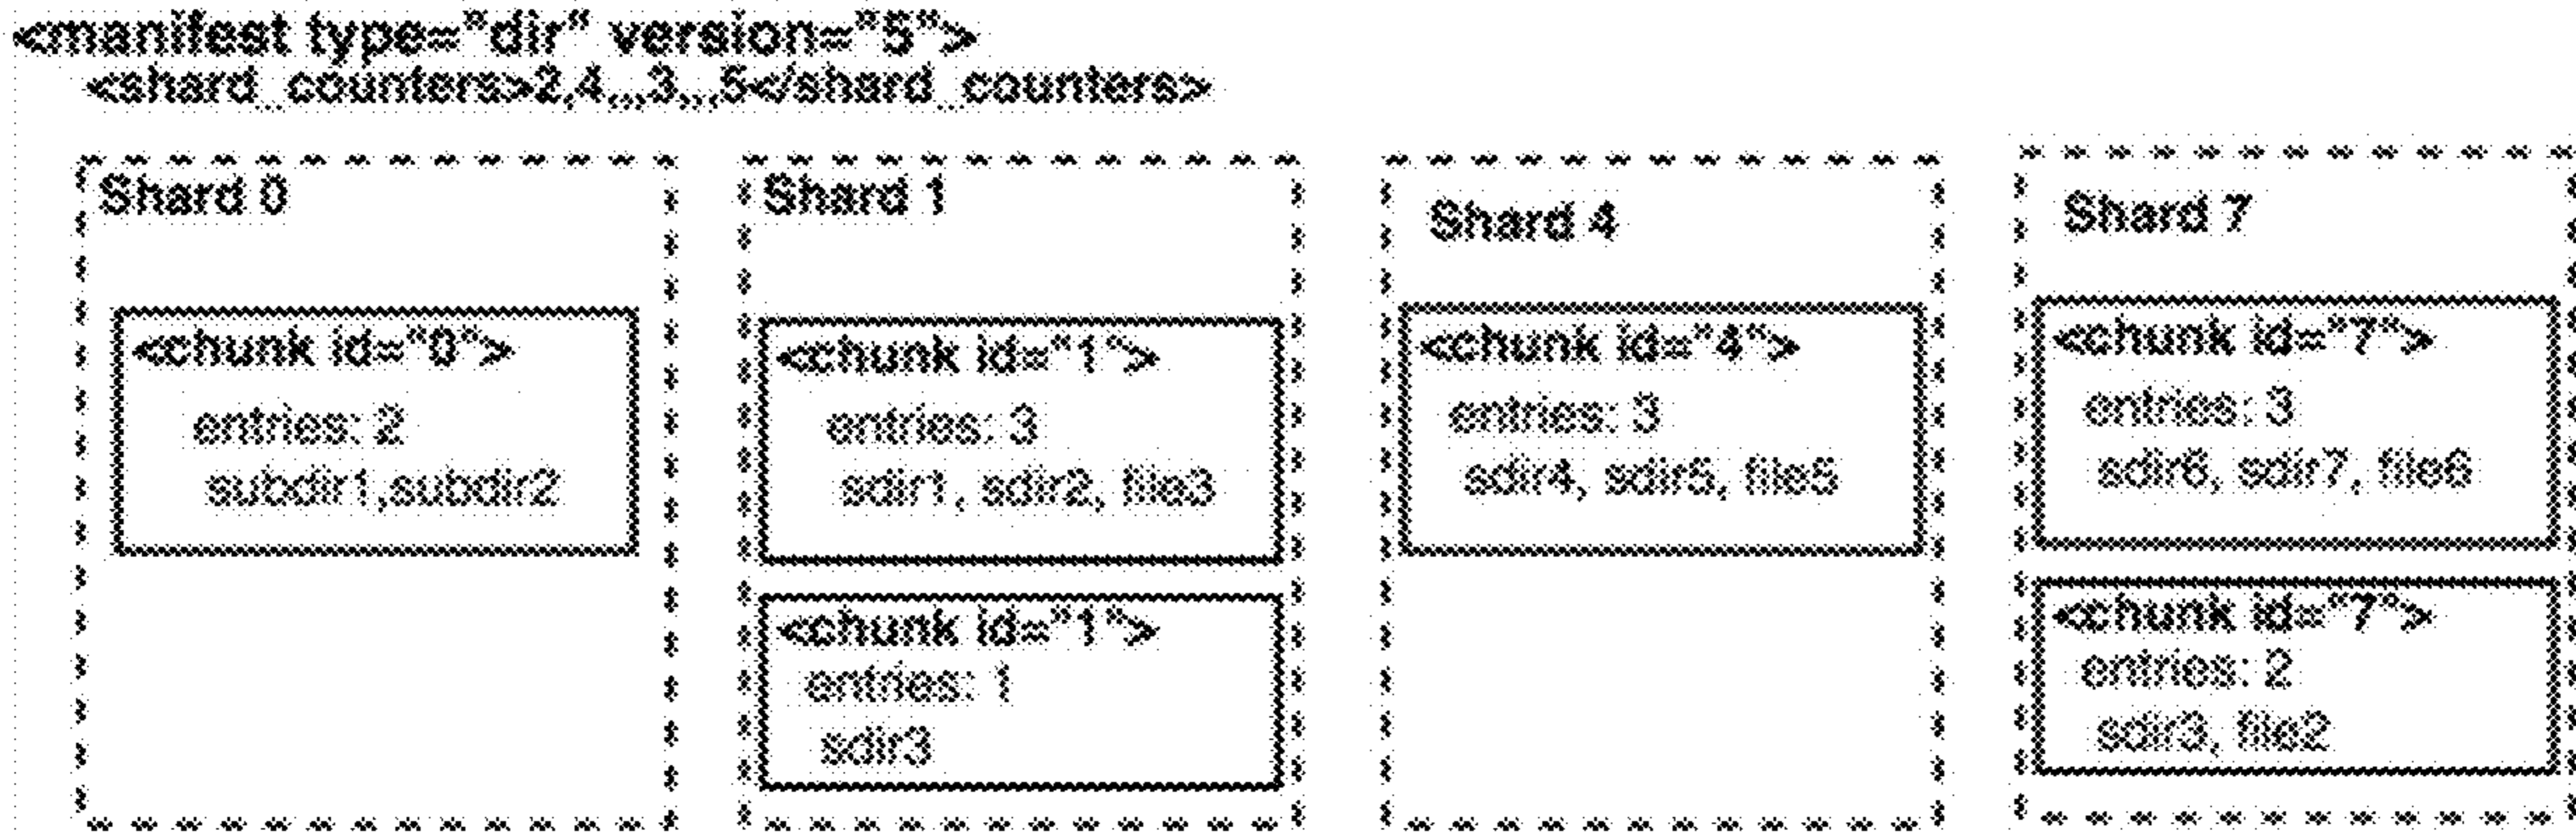 <manifest type="dir" version="5">
<shard_counters>2,4,,,3,,,5</shard_counters>
Shard 0
<chunk id="0">
entries: 2
subdir1,subdir2
Shard 1
<chunk id="1">
entries: 3
sdir1, sdir2, file3
<chunk id="1">
entries: 1
sdir3
Shard 4
<chunk id="4">
entries: 3
sdir4, sdir5, file5
Shard 7
<chunk id="7">
entries: 3
sdir6, sdir7, file6
<chunk id="7">
entries: 2
sdir3, file2